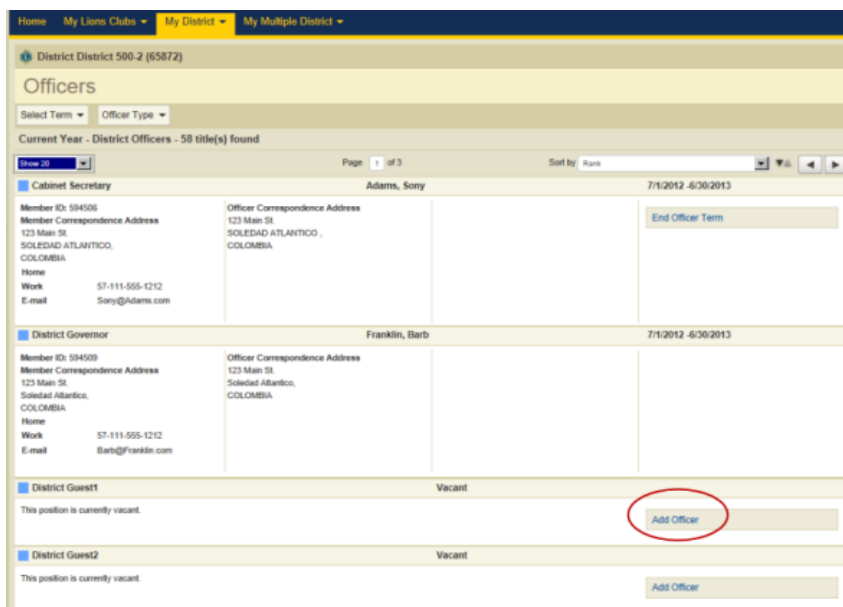 Home My Lions Clubs My District My Multiple District
District District 500-2 (65872)
Officers
Select Term Officer Type
Current Year - District Officers - 58 title(s) found
Show 20 Page 1 of 3 Sort by Rank
Cabinet Secretary Adams, Sony 7/1/2012 -6/30/2013
Member ID: 594506 Officer Correspondence Address
Member Correspondence Address 123 Main St. End Officer Term
123 Main St. SOLEDAD ATLANTICO ,
SOLEDAD ATLANTICO, COLOMBIA
COLOMBIA
Home
Work 57-111-555-1212
E-mail Sony@Adams.com
District Governor Franklin, Barb 7/1/2012 -6/30/2013
Member ID: 594509 Officer Correspondence Address
Member Correspondence Address 123 Main St.
123 Main St. Soledad Atlantico,
Soledad Atlantico, COLOMBIA
COLOMBIA
Home
Work 57-111-555-1212
E-mail Barb@Franklin.com
District Guest1 Vacant
This position is currently vacant.
Add Officer
District Guest2 Vacant
This position is currently vacant.
Add Officer